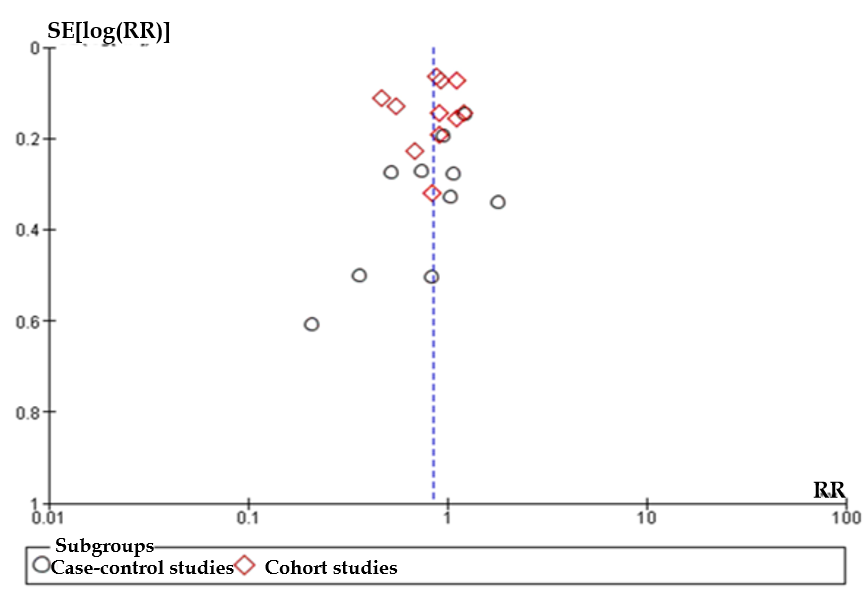 SE[log(RR)]
0
0.2
0.4
0.6
0.8
1
RR
0.01 0.1 1 10 100
Subgroups
Case-control studies Cohort studies